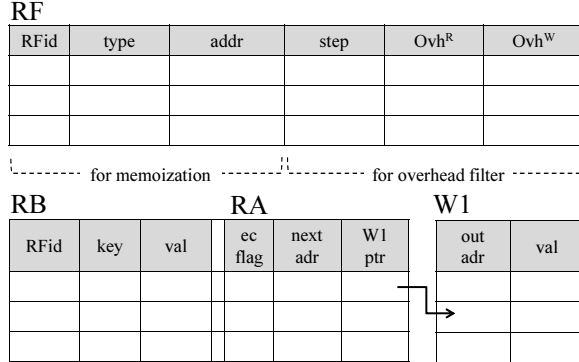 RF
RFid type addr step Ovh^R Ovh^W
for memoization for overhead filter
RB RA W1
RFid key val ec flag next adr W1 ptr out adr val